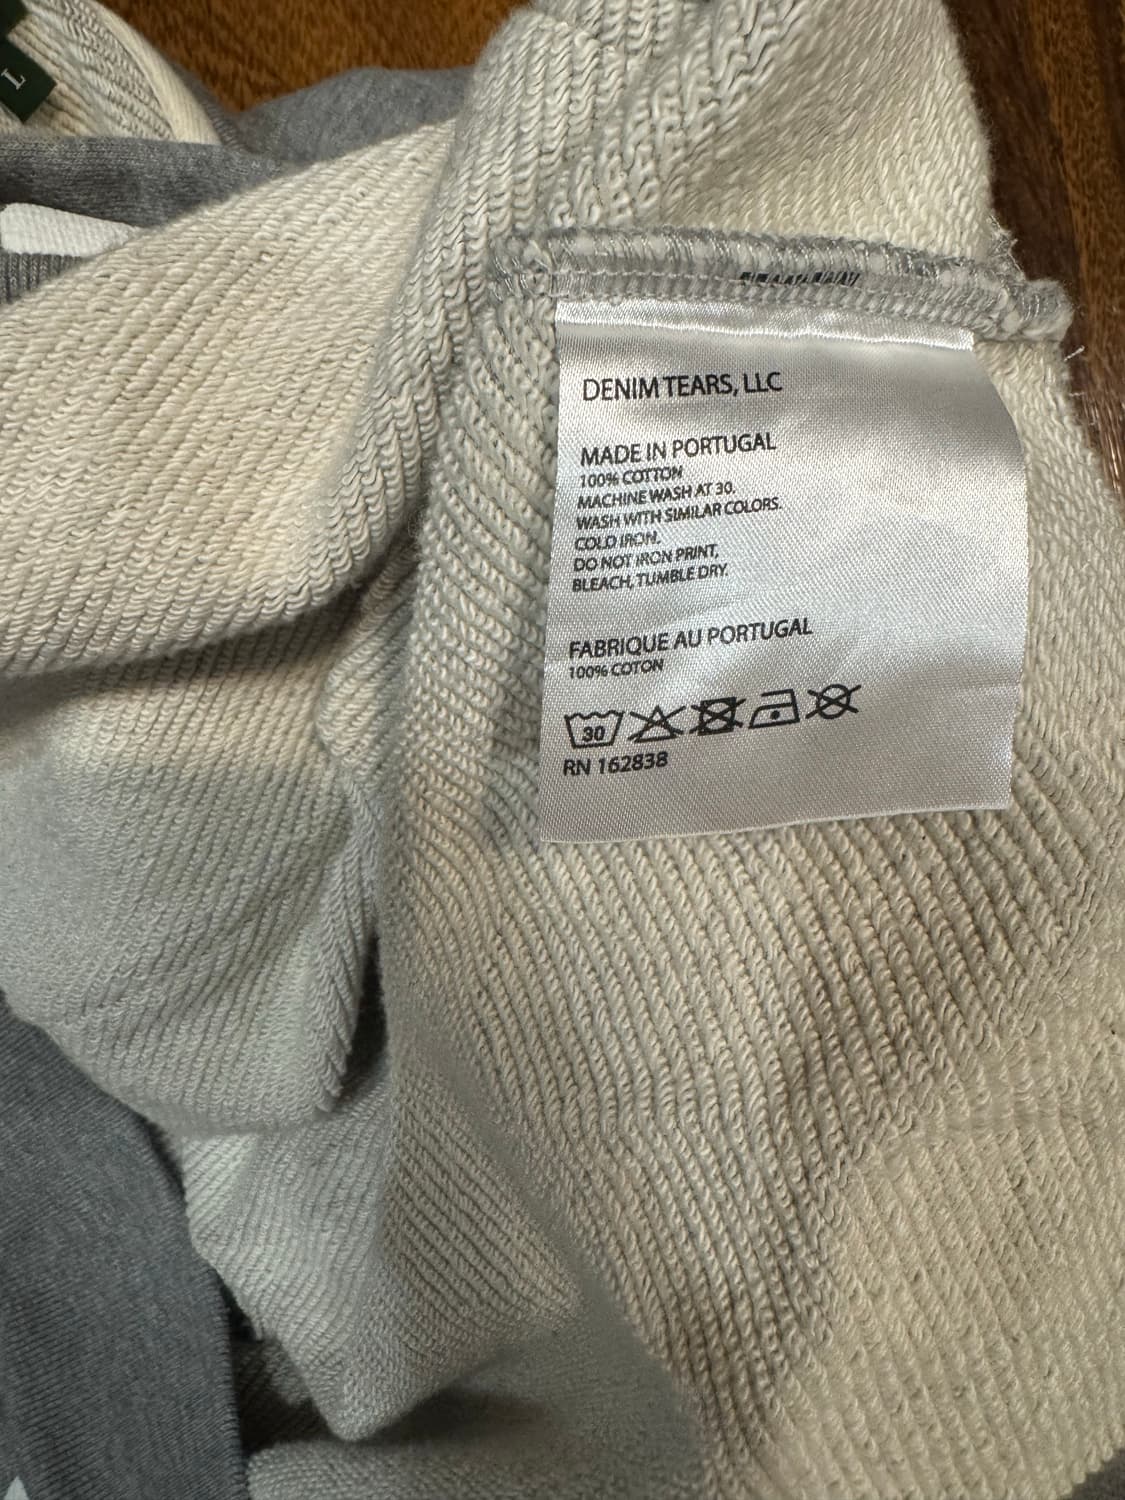 L
DENIM TEARS, LLC
MADE IN PORTUGAL
100% COTTON
MACHINE WASH AT 30.
WASH WITH SIMILAR COLORS.
COLD IRON.
DO NOT IRON PRINT,
BLEACH, TUMBLE DRY.
FABRIQUE AU PORTUGAL
100% COTON
30
RN 162838